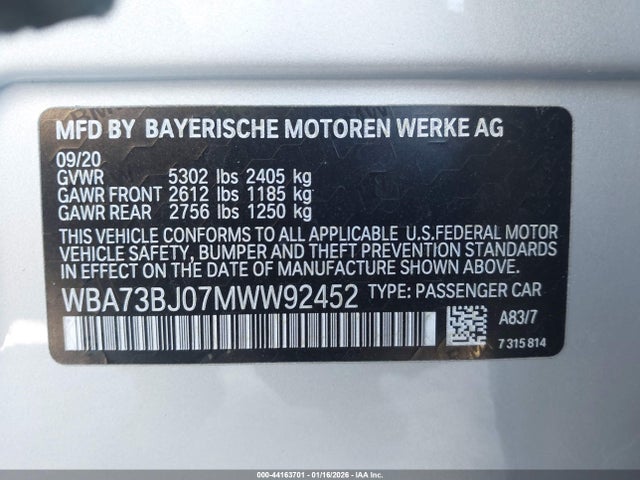 MFD BY BAYERISCHE MOTOREN WERKE AG
09/20
GVWR 5302 lbs 2405 kg
GAWR FRONT 2612 lbs 1185 kg
GAWR REAR 2756 lbs 1250 kg
THIS VEHICLE CONFORMS TO ALL APPLICABLE U.S.FEDERAL MOTOR
VEHICLE SAFETY, BUMPER AND THEFT PREVENTION STANDARDS
IN EFFECT ON THE DATE OF MANUFACTURE SHOWN ABOVE.
WBA73BJ07MWW92452 TYPE: PASSENGER CAR
A83/7
7 315 814
000-44163701 - 01/16/2026 - IAA Inc.